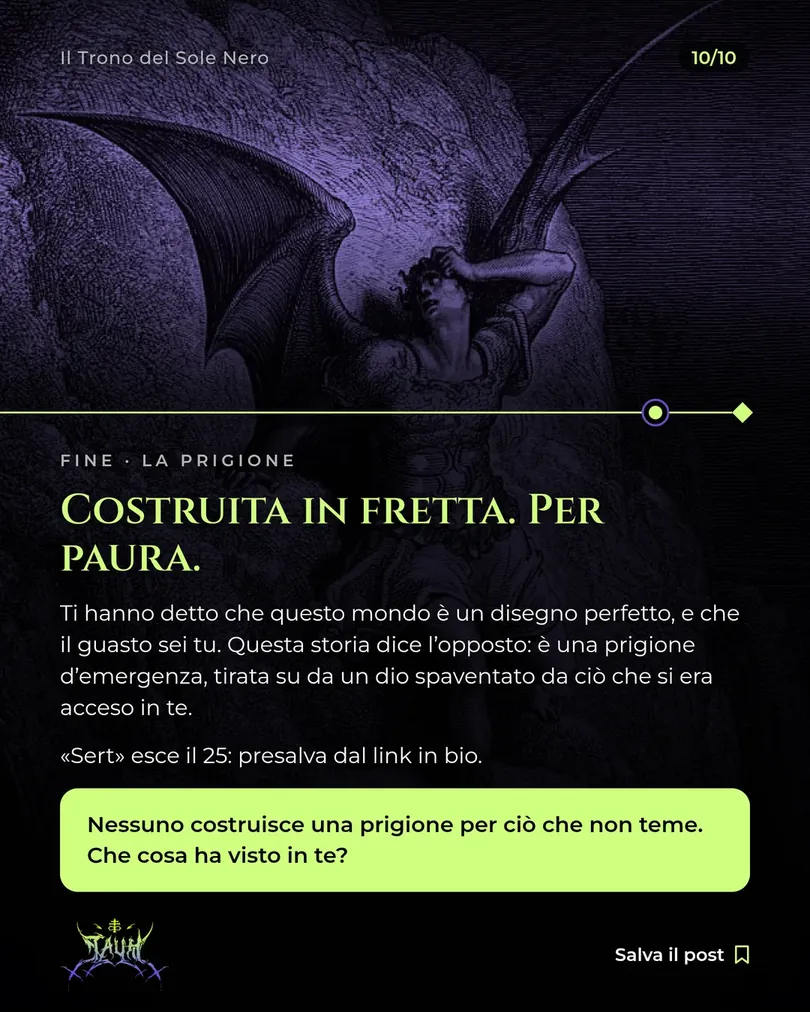 Il Trono del Sole Nero
10/10
FINE · LA PRIGIONE
Costruita in fretta. Per
paura.
Ti hanno detto che questo mondo è un disegno perfetto, e che
il guasto sei tu. Questa storia dice l’opposto: è una prigione
d’emergenza, tirata su da un dio spaventato da ciò che si era
acceso in te.
«Sert» esce il 25: presalva dal link in bio.
Nessuno costruisce una prigione per ciò che non teme.
Che cosa ha visto in te?
Salva il post